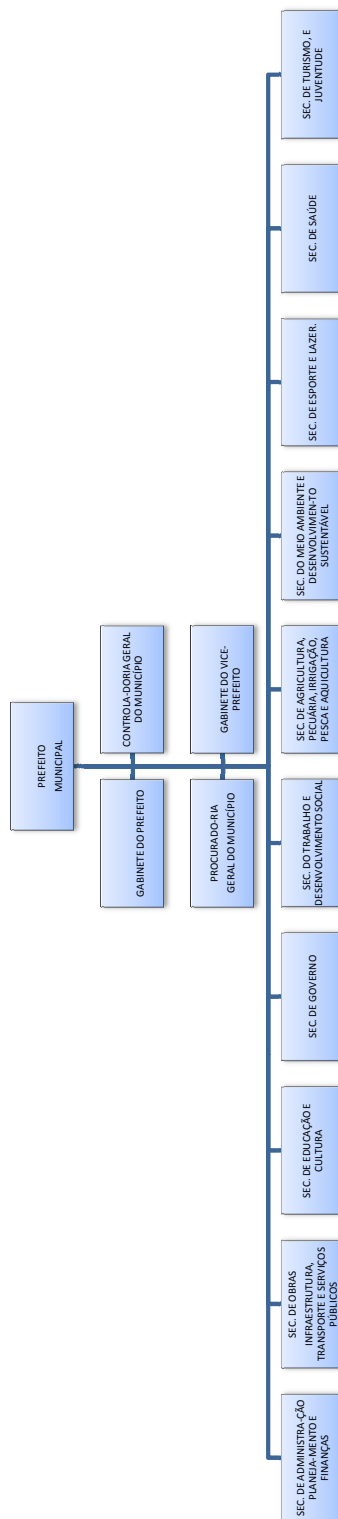 PREFEITO
MUNICIPAL
GABINETE DO PREFEITO
CONTROLA-DORIA GERAL
DO MUNICÍPIO
PROCURADO-RIA
GERAL DO MUNICÍPIO
GABINETE DO VICE-
PREFEITO
SEC. DE ADMINISTRA-ÇÃO
PLANEJA-MENTO E
FINANÇAS
SEC. DE OBRAS
INFRAESTRUTURA,
TRANSPORTE E SERVIÇOS
PÚBLICOS
SEC. DE EDUCAÇÃO E
CULTURA
SEC. DE GOVERNO
SEC. DO TRABALHO E
DESENVOLVIMENTO SOCIAL
SEC. DE AGRICULTURA,
PECUÁRIA, IRRIGAÇÃO,
PESCA E AQUICULTURA
SEC. DO MEIO AMBIENTE E
DESENVOLVIMEN-TO
SUSTENTÁVEL
SEC. DE ESPORTE E LAZER.
SEC. DE SAÚDE
SEC. DE TURISMO, E
JUVENTUDE